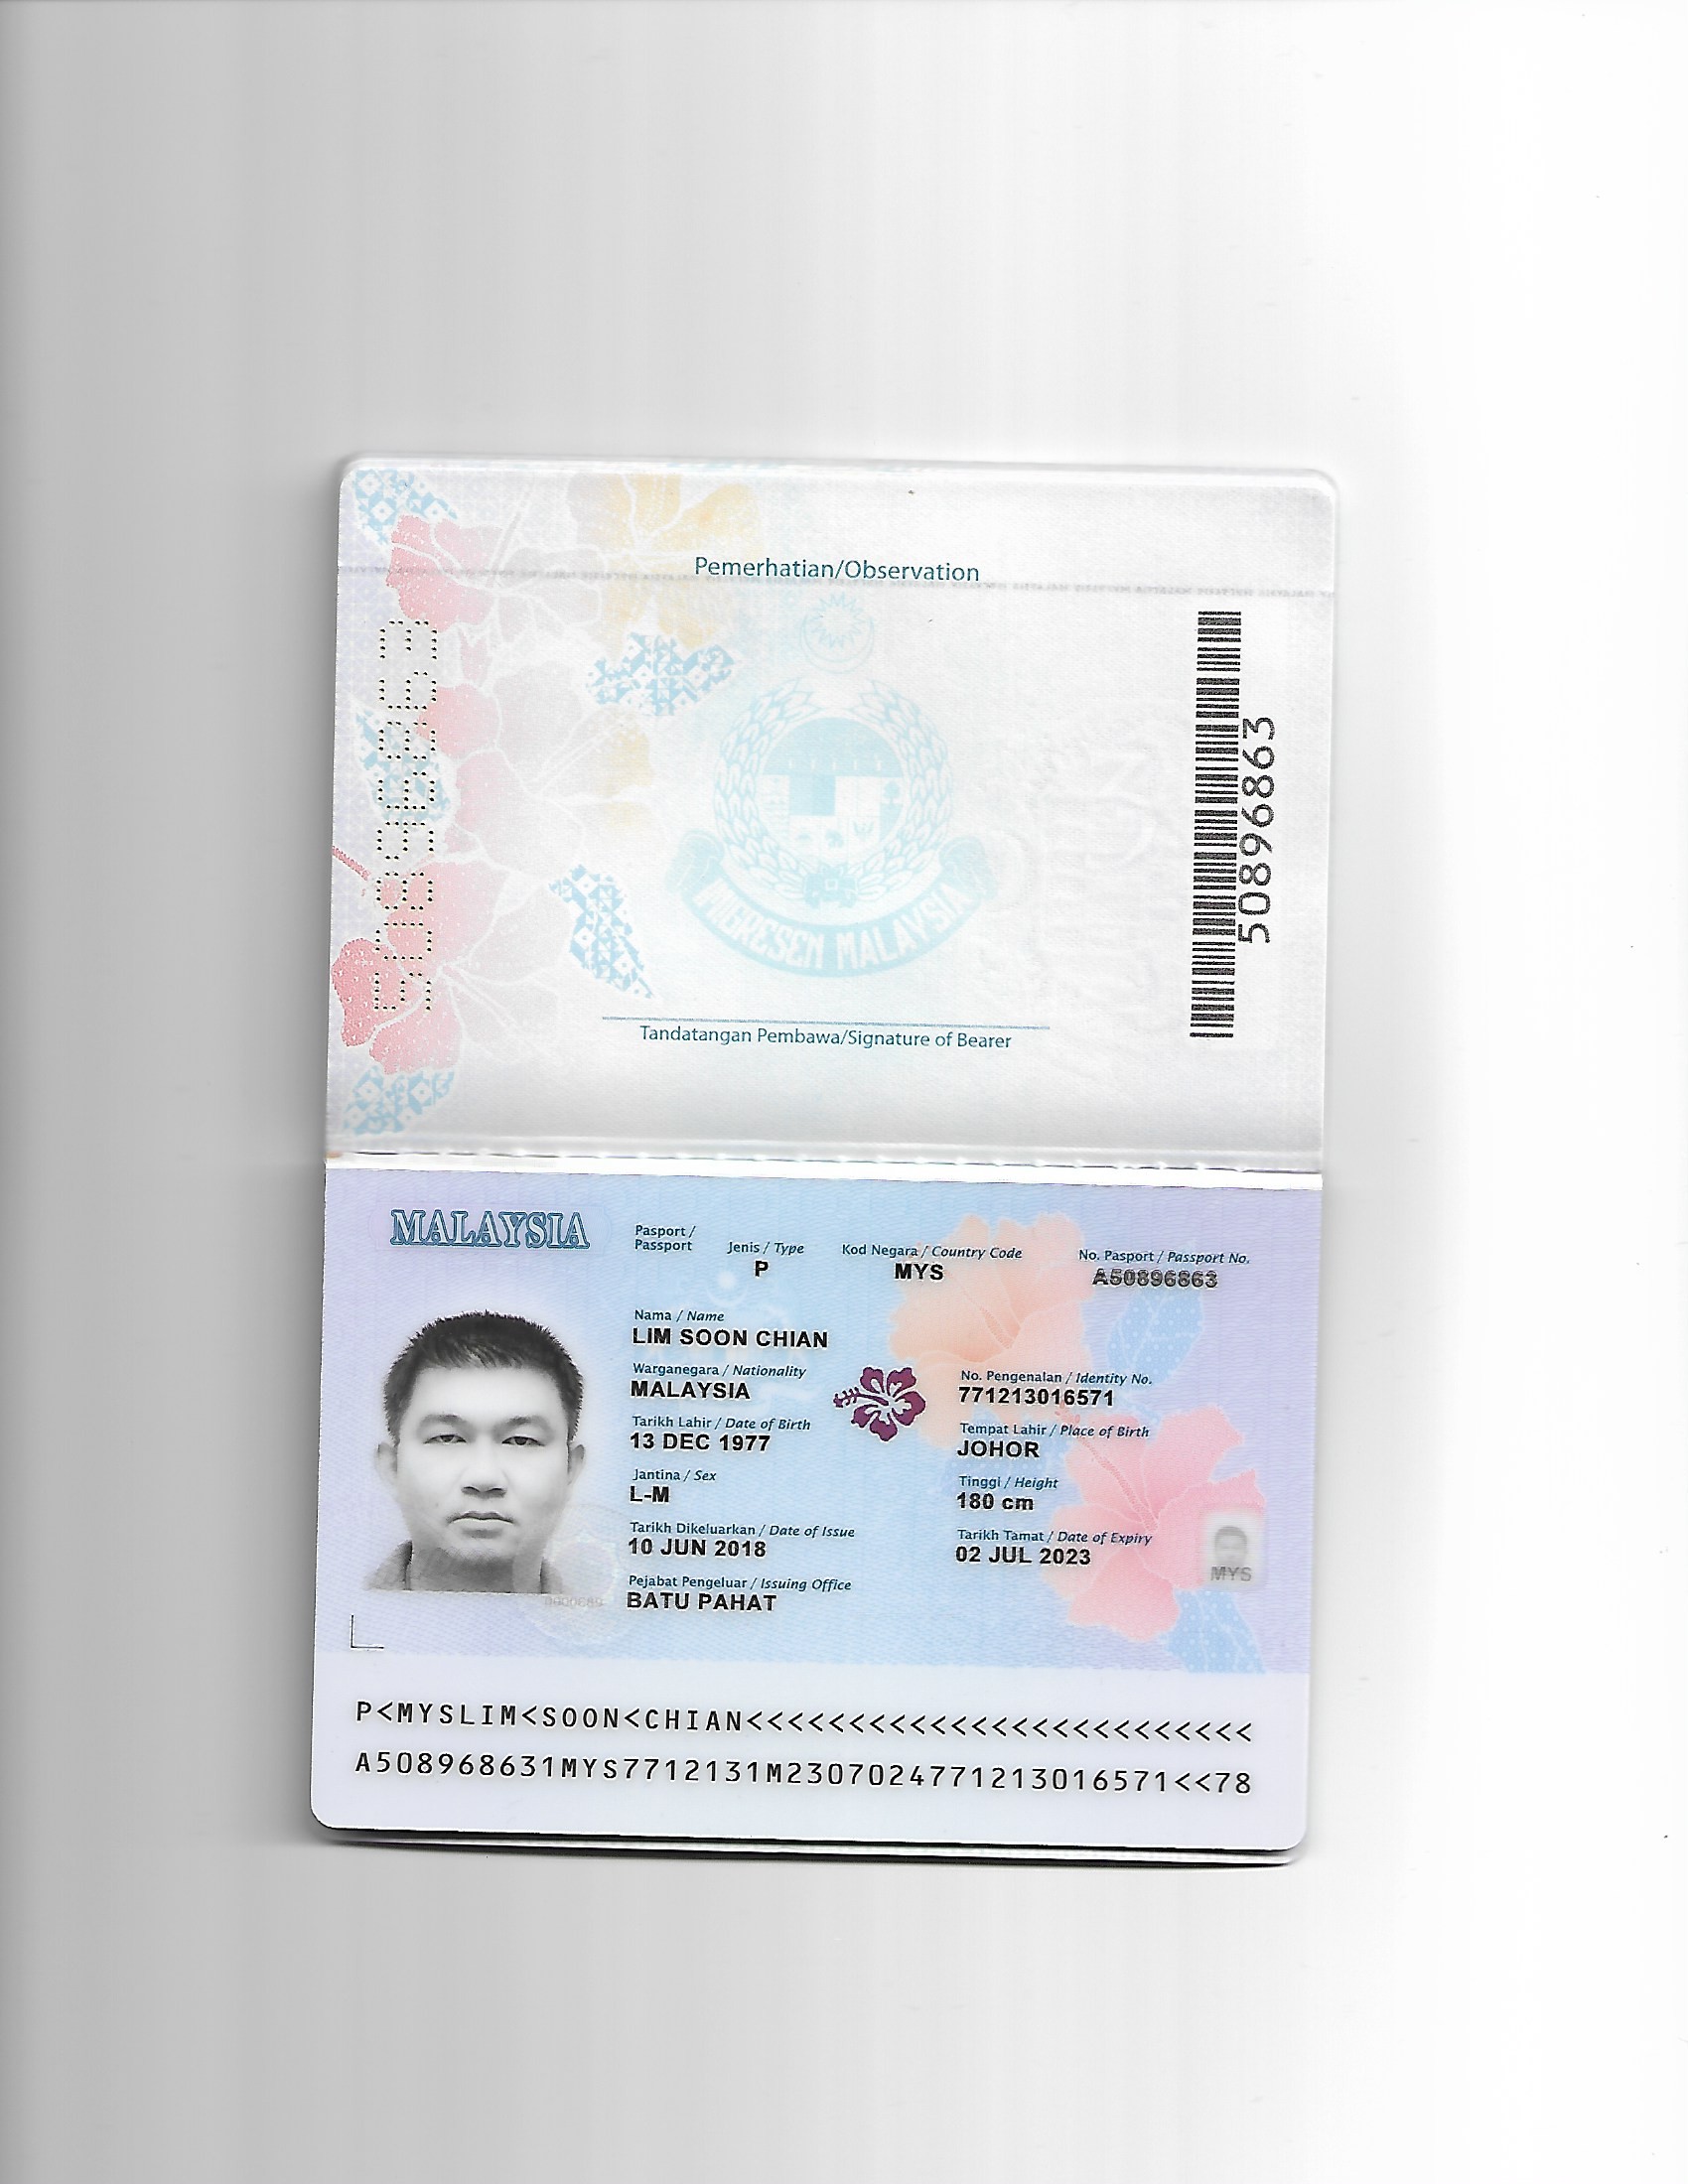 Pemerhatian/Observation
50896863
50896863
PROGRESEN MALAYSIA
Tandatangan Pembawa/Signature of Bearer
MALAYSIA
Pasport / Passport
Jenis / Type
P
Kod Negara / Country Code
MYS
No. Pasport / Passport No.
A50896863
Nama / Name
LIM SOON CHIAN
Warganegara / Nationality
MALAYSIA
No. Pengenalan / Identity No.
771213016571
Tarikh Lahir / Date of Birth
13 DEC 1977
Tempat Lahir / Place of Birth
JOHOR
Jantina / Sex
L-M
Tinggi / Height
180 cm
Tarikh Dikeluarkan / Date of Issue
10 JUN 2018
Tarikh Tamat / Date of Expiry
02 JUL 2023
MYS
Pejabat Pengeluar / Issuing Office
BATU PAHAT
P<MYSLIM<SOON<CHIAN<<<<<<<<<<<<<<<<<<<<<<<<<
A508968631MYS7712131M2307024771213016571<<78